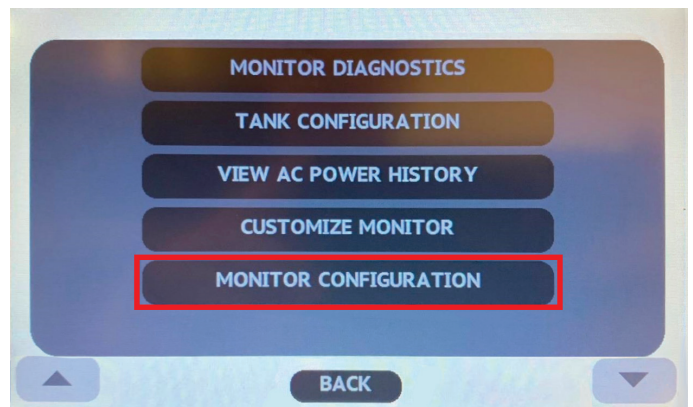 MONITOR DIAGNOSTICS
TANK CONFIGURATION
VIEW AC POWER HISTORY
CUSTOMIZE MONITOR
MONITOR CONFIGURATION
BACK